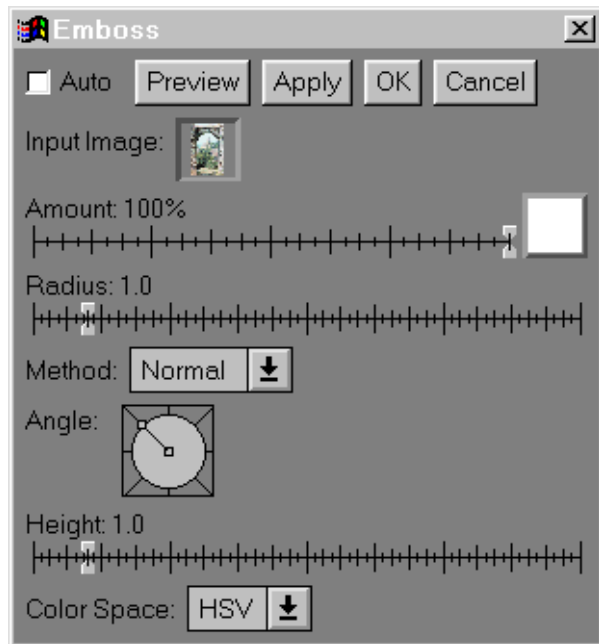 Emboss
Auto Preview Apply OK Cancel
Input Image:
Amount: 100%
Radius: 1.0
Method: Normal
Angle:
Height: 1.0
Color Space: HSV